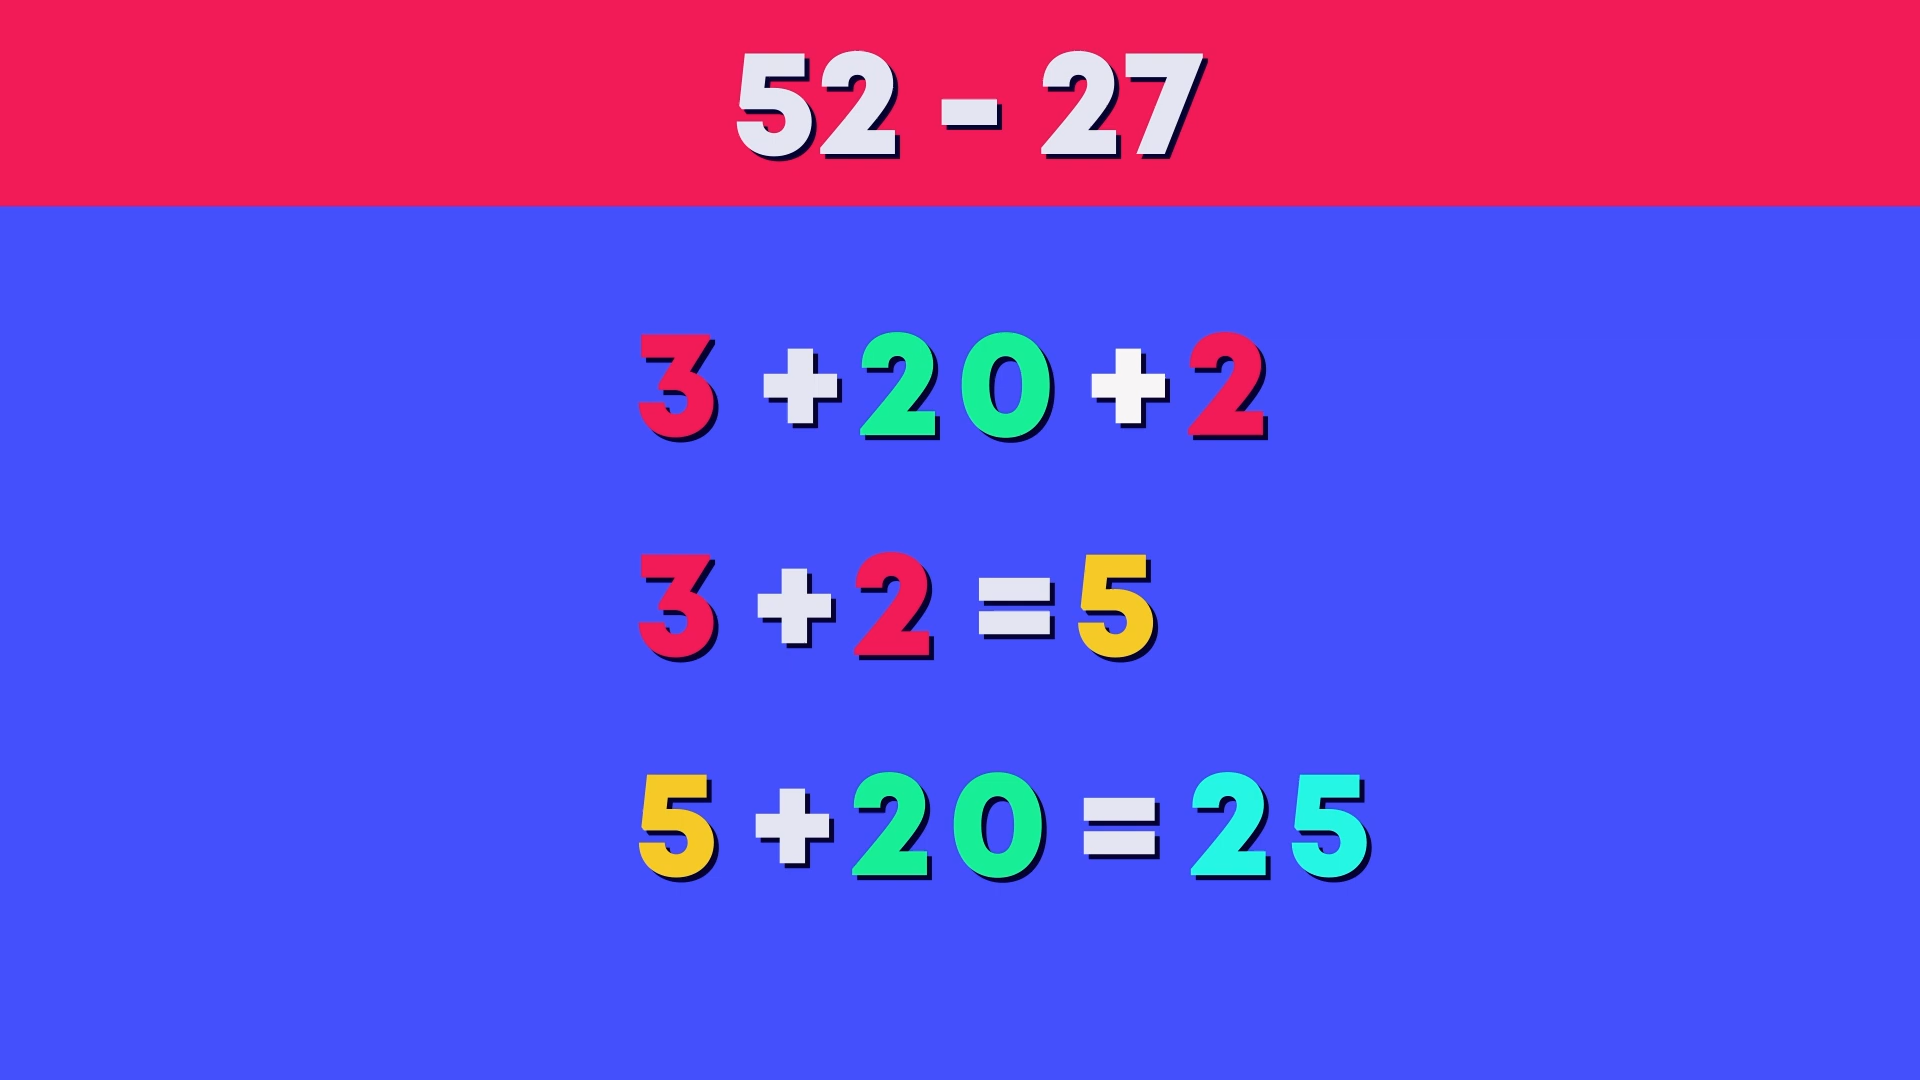 52 - 27
3 + 20 + 2
3 + 2 = 5
5 + 20 = 25